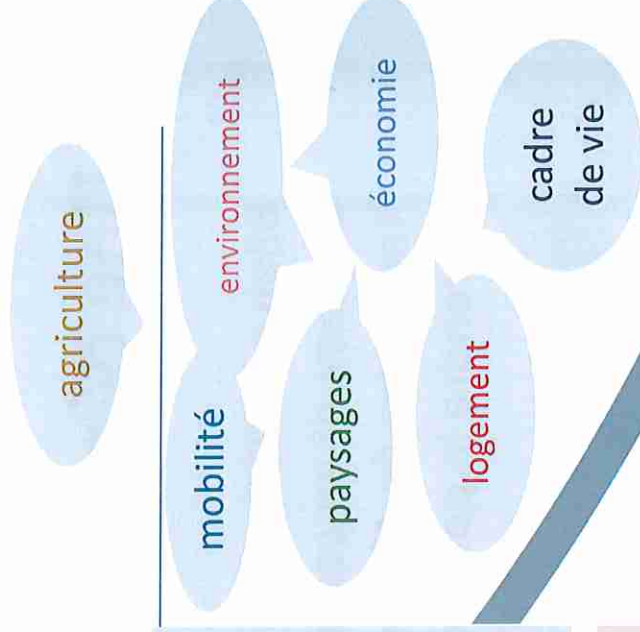 agriculture
mobilité
environnement
paysages
économie
logement
cadre
de vie